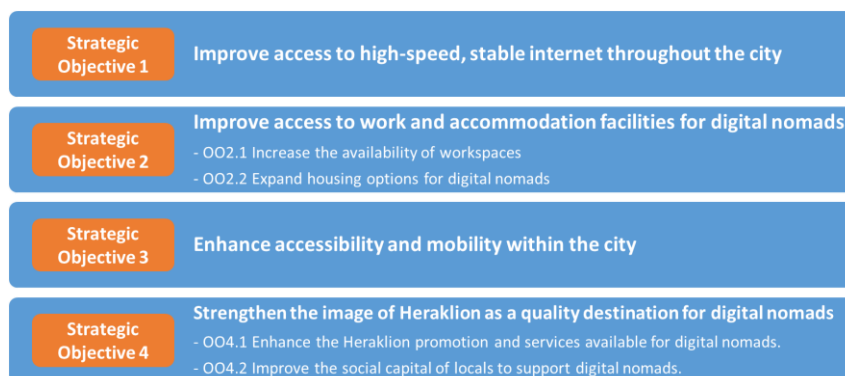 Strategic
Objective 1
Improve access to high-speed, stable internet throughout the city
Strategic
Objective 2
Improve access to work and accommodation facilities for digital nomads
- OO2.1 Increase the availability of workspaces
- OO2.2 Expand housing options for digital nomads
Strategic
Objective 3
Enhance accessibility and mobility within the city
Strategic
Objective 4
Strengthen the image of Heraklion as a quality destination for digital nomads
- OO4.1 Enhance the Heraklion promotion and services available for digital nomads.
- OO4.2 Improve the social capital of locals to support digital nomads.